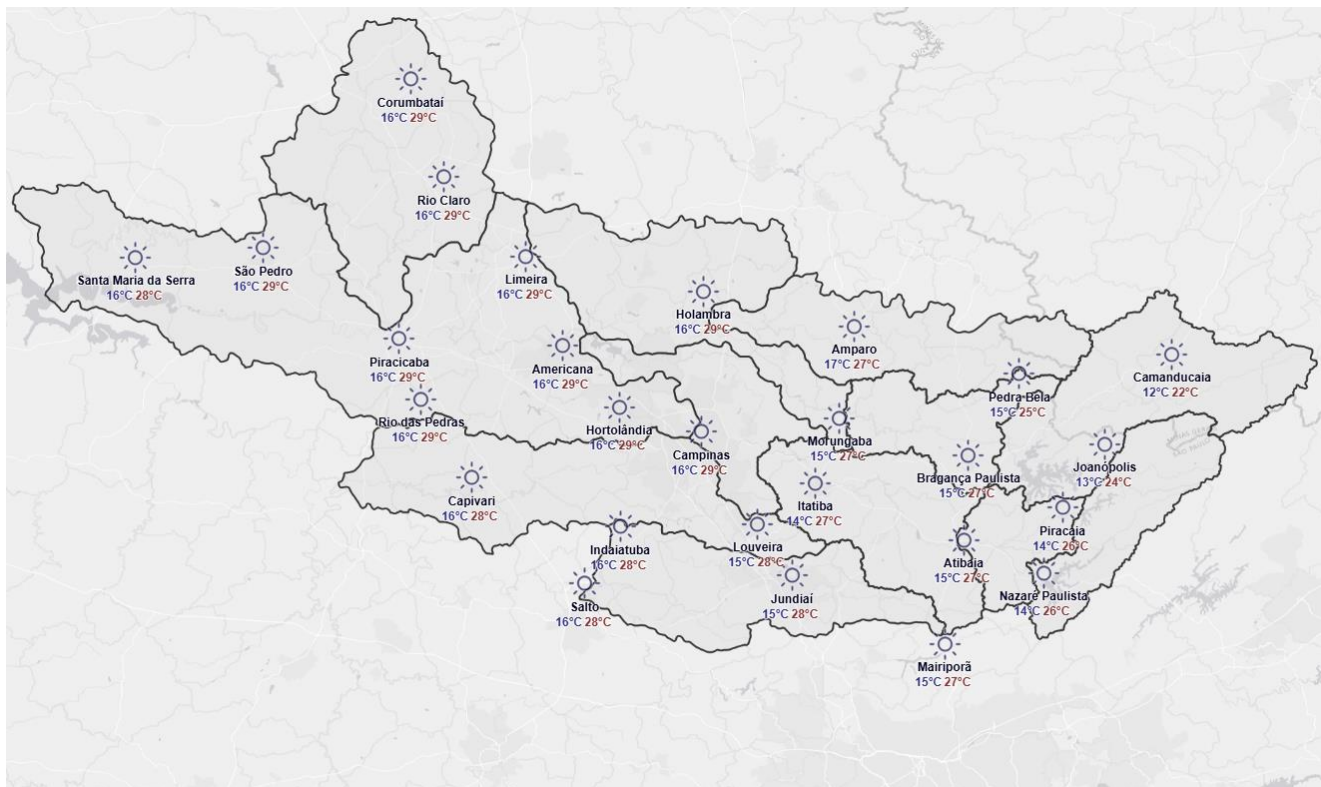 Corumbataí
16°C 29°C
Rio Claro
16°C 29°C
Santa Maria da Serra
16°C 28°C
São Pedro
16°C 29°C
Limeira
16°C 29°C
Holambra
16°C 29°C
Amparo
17°C 27°C
Piracicaba
16°C 29°C
Americana
16°C 29°C
Pedra Bela
15°C 25°C
Camanducaia
12°C 22°C
Rio das Pedras
16°C 29°C
Hortolândia
16°C 29°C
Campinas
16°C 29°C
Morungaba
15°C 27°C
Bragança Paulista
15°C 27°C
Joanópolis
13°C 24°C
Capivari
16°C 28°C
Itatiba
14°C 27°C
Piracaia
14°C 26°C
Indaiatuba
16°C 28°C
Louveira
15°C 28°C
Atibaia
15°C 27°C
Salto
16°C 28°C
Jundiaí
15°C 28°C
Nazaré Paulista
14°C 26°C
Mairiporã
15°C 27°C